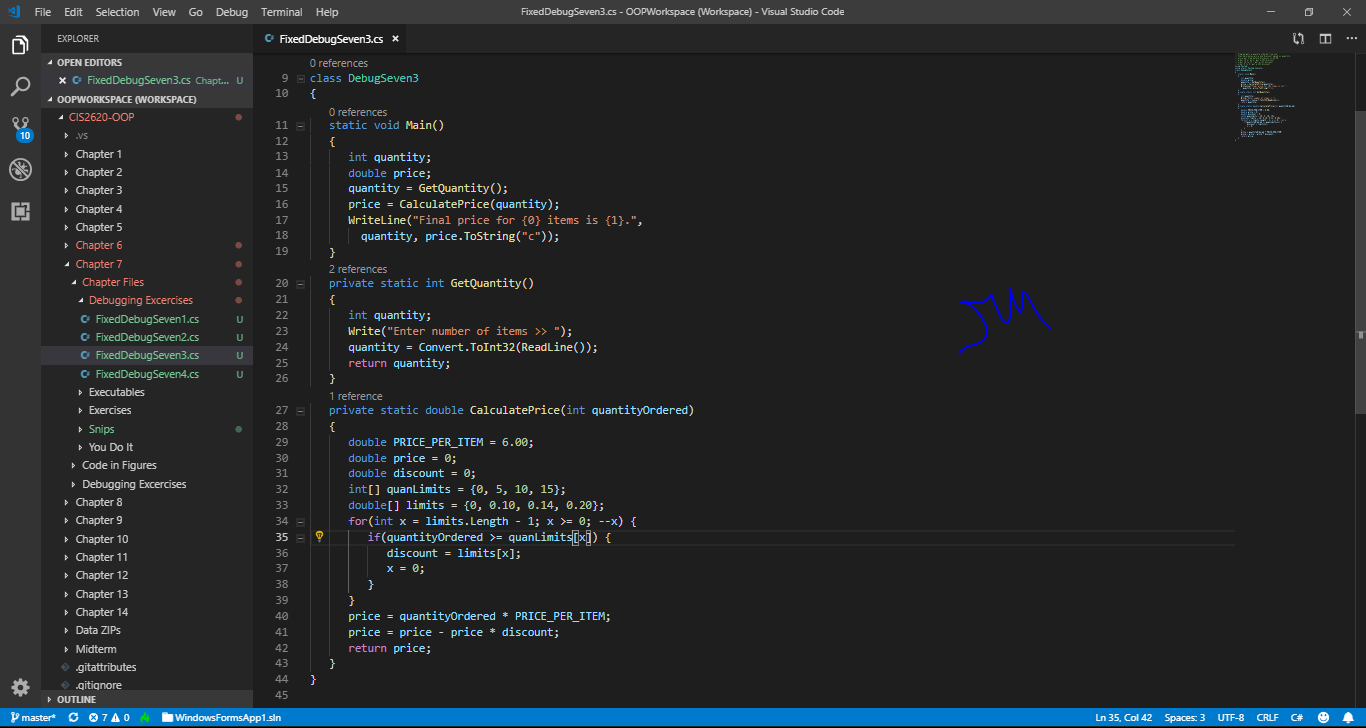 File Edit Selection View Go Debug Terminal Help
FixedDebugSeven3.cs - OOPWorkspace (Workspace) - Visual Studio Code
EXPLORER
OPEN EDITORS
FixedDebugSeven3.cs Chapt... U
OOPWORKSPACE (WORKSPACE)
CIS2620-OOP
.vs
Chapter 1
Chapter 2
Chapter 3
Chapter 4
Chapter 5
Chapter 6
Chapter 7
Chapter Files
Debugging Excercises
FixedDebugSeven1.cs U
FixedDebugSeven2.cs U
FixedDebugSeven3.cs U
FixedDebugSeven4.cs U
Executables
Exercises
Snips
You Do It
Code in Figures
Debugging Excercises
Chapter 8
Chapter 9
Chapter 10
Chapter 11
Chapter 12
Chapter 13
Chapter 14
Data ZIPs
Midterm
.gitattributes
.gitignore
OUTLINE
10
FixedDebugSeven3.cs
0 references
9 class DebugSeven3
10 {
0 references
11 static void Main()
12 {
13 int quantity;
14 double price;
15 quantity = GetQuantity();
16 price = CalculatePrice(quantity);
17 WriteLine("Final price for {0} items is {1}.",
18 quantity, price.ToString("c"));
19 }
2 references
20 private static int GetQuantity()
21 {
22 int quantity;
23 Write("Enter number of items >> ");
24 quantity = Convert.ToInt32(ReadLine());
25 return quantity;
26 }
1 reference
27 private static double CalculatePrice(int quantityOrdered)
28 {
29 double PRICE_PER_ITEM = 6.00;
30 double price = 0;
31 double discount = 0;
32 int[] quanLimits = {0, 5, 10, 15};
33 double[] limits = {0, 0.10, 0.14, 0.20};
34 for(int x = limits.Length - 1; x >= 0; --x) {
35 if(quantityOrdered >= quanLimits[x]) {
36 discount = limits[x];
37 x = 0;
38 }
39 }
40 price = quantityOrdered * PRICE_PER_ITEM;
41 price = price - price * discount;
42 return price;
43 }
44 }
45
master* 7 0 WindowsFormsApp1.sln
Ln 35, Col 42 Spaces: 3 UTF-8 CRLF C#